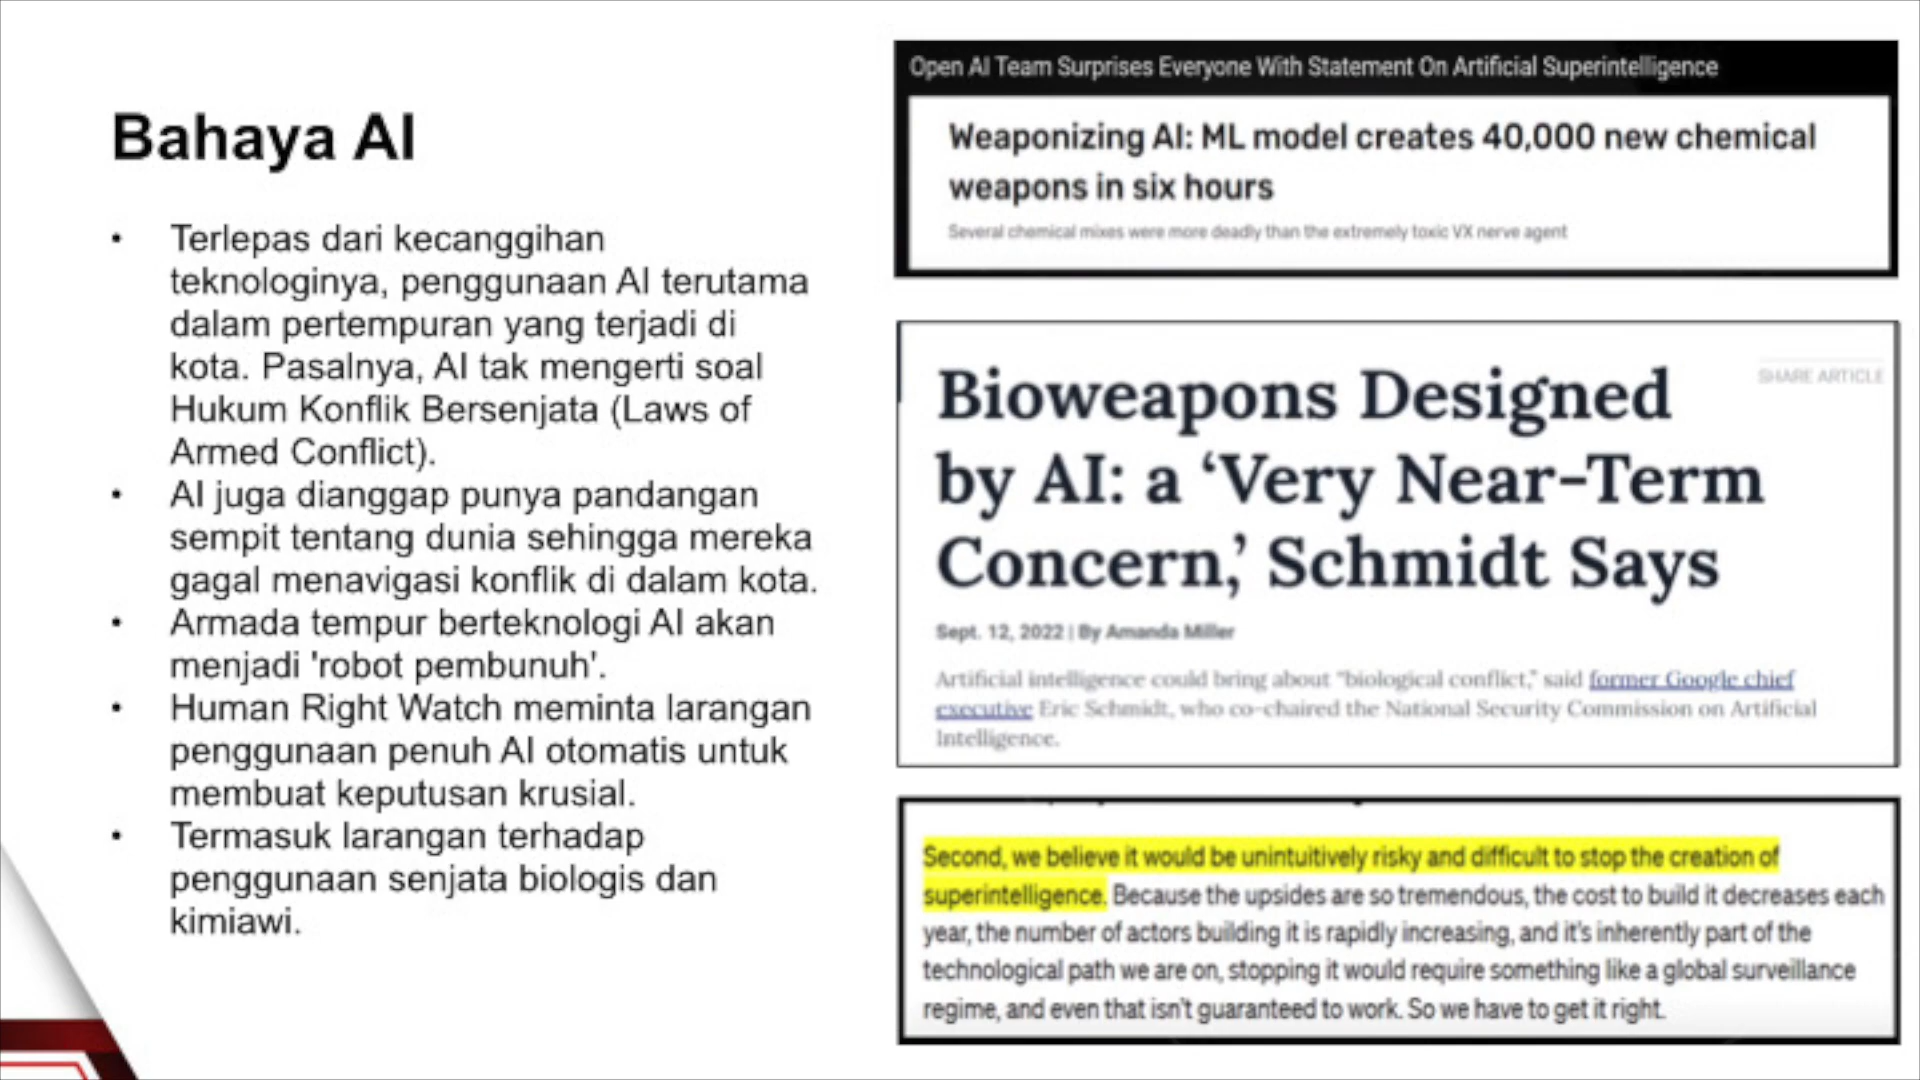 Bahaya AI
• Terlepas dari kecanggihan
teknologinya, penggunaan AI terutama
dalam pertempuran yang terjadi di
kota. Pasalnya, AI tak mengerti soal
Hukum Konflik Bersenjata (Laws of
Armed Conflict).
• AI juga dianggap punya pandangan
sempit tentang dunia sehingga mereka
gagal menavigasi konflik di dalam kota.
• Armada tempur berteknologi AI akan
menjadi 'robot pembunuh'.
• Human Right Watch meminta larangan
penggunaan penuh AI otomatis untuk
membuat keputusan krusial.
• Termasuk larangan terhadap
penggunaan senjata biologis dan
kimiawi.
Open AI Team Surprises Everyone With Statement On Artificial Superintelligence
Weaponizing AI: ML model creates 40,000 new chemical
weapons in six hours
Several chemical mixes were more deadly than the extremely toxic VX nerve agent
SHARE ARTICLE
Bioweapons Designed
by AI: a ‘Very Near-Term
Concern,’ Schmidt Says
Sept. 12, 2022 | By Amanda Miller
Artificial intelligence could bring about “biological conflict,” said former Google chief
executive Eric Schmidt, who co-chaired the National Security Commission on Artificial
Intelligence.
Second, we believe it would be unintuitively risky and difficult to stop the creation of
superintelligence. Because the upsides are so tremendous, the cost to build it decreases each
year, the number of actors building it is rapidly increasing, and it's inherently part of the
technological path we are on, stopping it would require something like a global surveillance
regime, and even that isn't guaranteed to work. So we have to get it right.